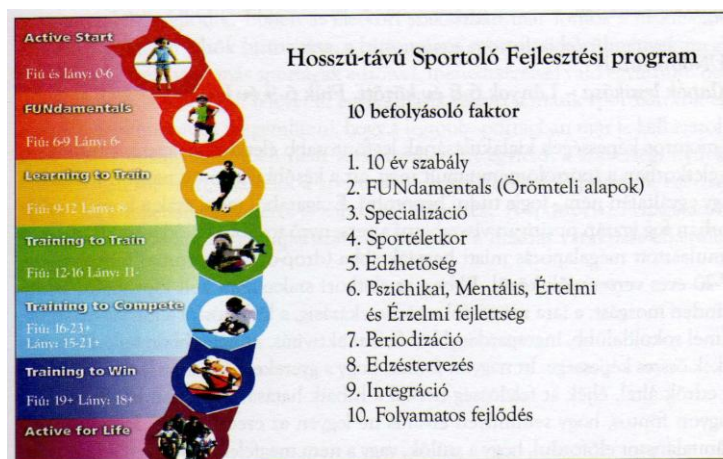 Active Start
Fiú és lány: 0-6
FUNdamentals
Fiú: 6-9 Lány: 6-
Learning to Train
Fiú: 9-12 Lány: 8-
Training to Train
Fiú: 12-16 Lány: 11-
Training to Compete
Fiú: 16-23+
Lány: 15-21+
Training to Win
Fiú: 19+ Lány: 18+
Active for Life
Hosszú-távú Sportoló Fejlesztési program
10 befolyásoló faktor
1. 10 év szabály
2. FUNdamentals (Örömteli alapok)
3. Specializáció
4. Sportéletkor
5. Edzhetőség
6. Pszichikai, Mentális, Értelmi
és Érzelmi fejlettség
7. Periodizáció
8. Edzéstervezés
9. Integráció
10. Folyamatos fejlődés